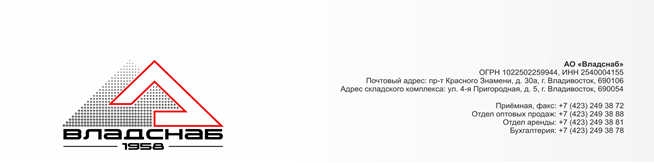 ВЛАДСНАБ
1958
АО «Владснаб»
ОГРН 1022502259944, ИНН 2540004155
Почтовый адрес: пр-т Красного Знамени, д. 30а, г. Владивосток, 690106
Адрес складского комплекса: ул. 4-я Пригородная, д. 5, г. Владивосток, 690054
Приёмная, факс: +7 (423) 249 38 72
Отдел оптовых продаж: +7 (423) 249 38 88
Отдел аренды: +7 (423) 249 38 81
Бухгалтерия: +7 (423) 249 38 78